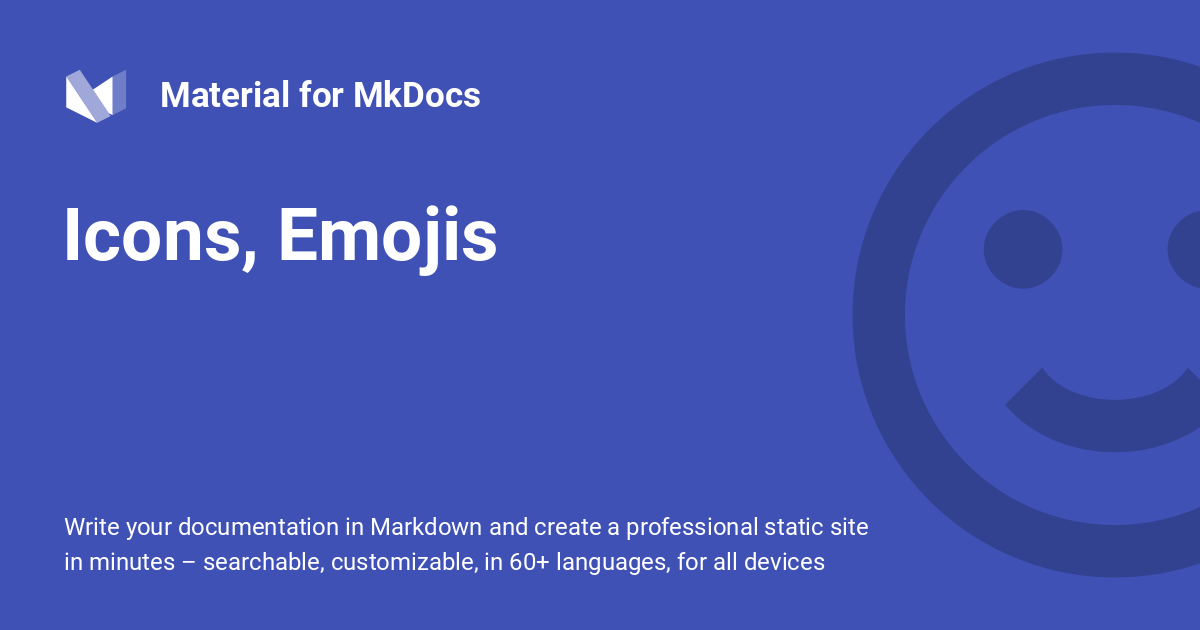 Material for MkDocs
Icons, Emojis
Write your documentation in Markdown and create a professional static site
in minutes – searchable, customizable, in 60+ languages, for all devices